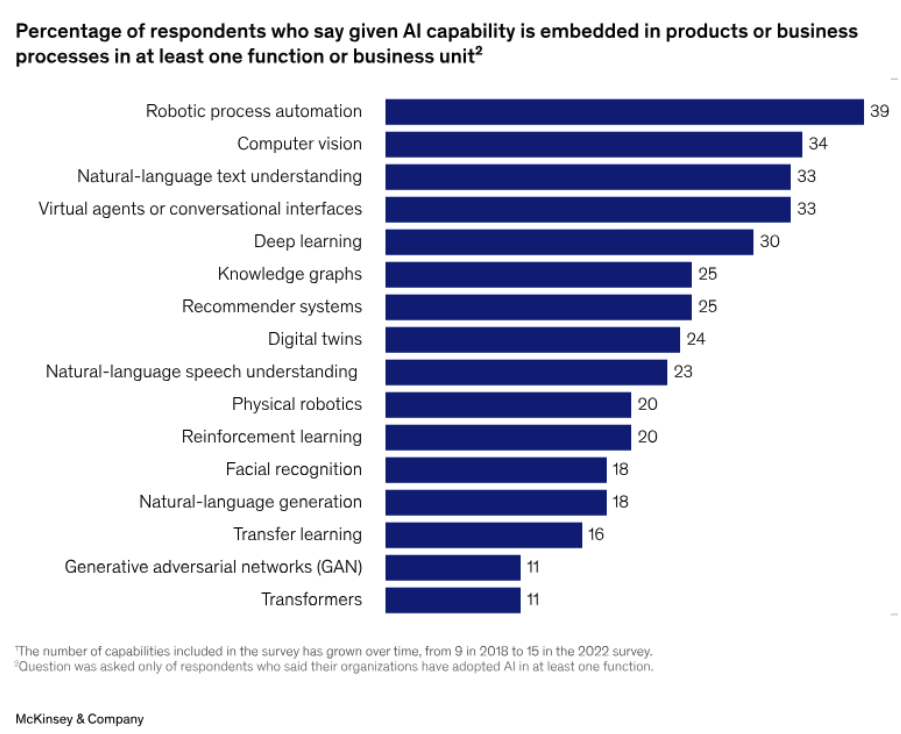 Percentage of respondents who say given AI capability is embedded in products or business
processes in at least one function or business unit²
Robotic process automation 39
Computer vision 34
Natural-language text understanding 33
Virtual agents or conversational interfaces 33
Deep learning 30
Knowledge graphs 25
Recommender systems 25
Digital twins 24
Natural-language speech understanding 23
Physical robotics 20
Reinforcement learning 20
Facial recognition 18
Natural-language generation 18
Transfer learning 16
Generative adversarial networks (GAN) 11
Transformers 11
¹The number of capabilities included in the survey has grown over time, from 9 in 2018 to 15 in the 2022 survey.
²Question was asked only of respondents who said their organizations have adopted AI in at least one function.
McKinsey & Company